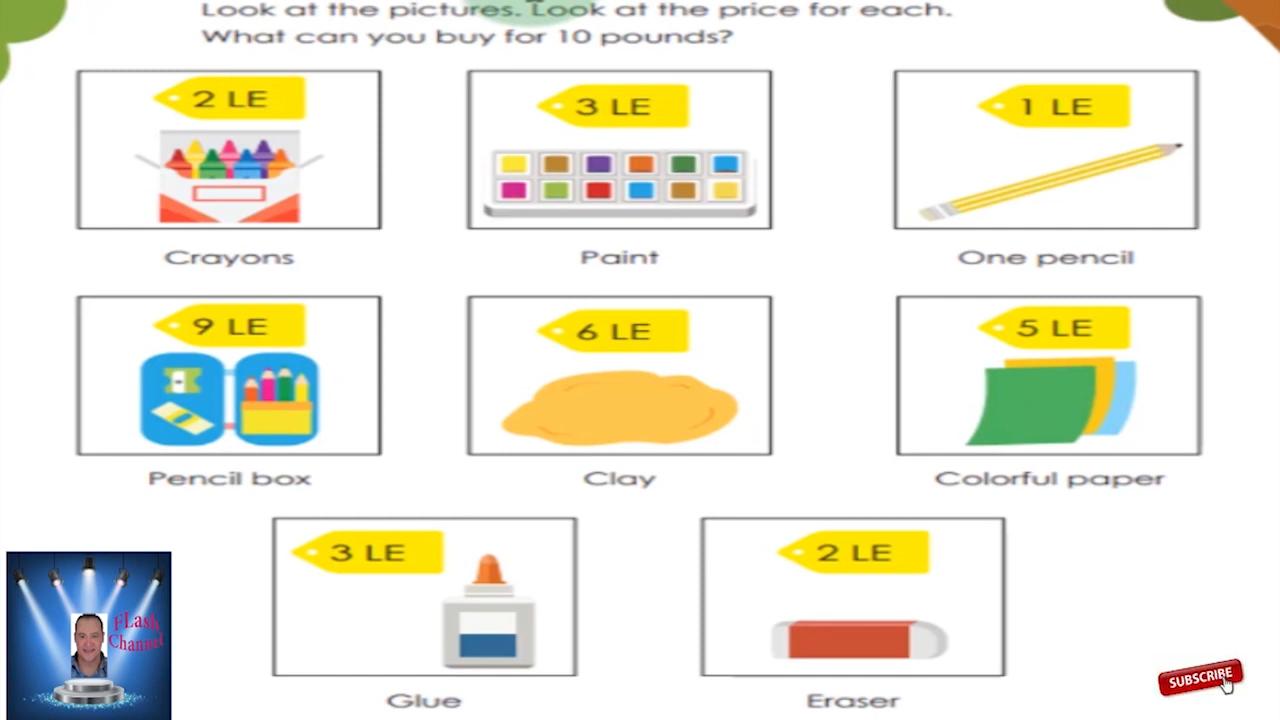 Look at the pictures. Look at the price for each.
What can you buy for 10 pounds?
2 LE
3 LE
1 LE
Crayons
Paint
One pencil
9 LE
6 LE
5 LE
Pencil box
Clay
Colorful paper
3 LE
2 LE
Glue
Eraser
FLash
Channel
SUBSCRIBE